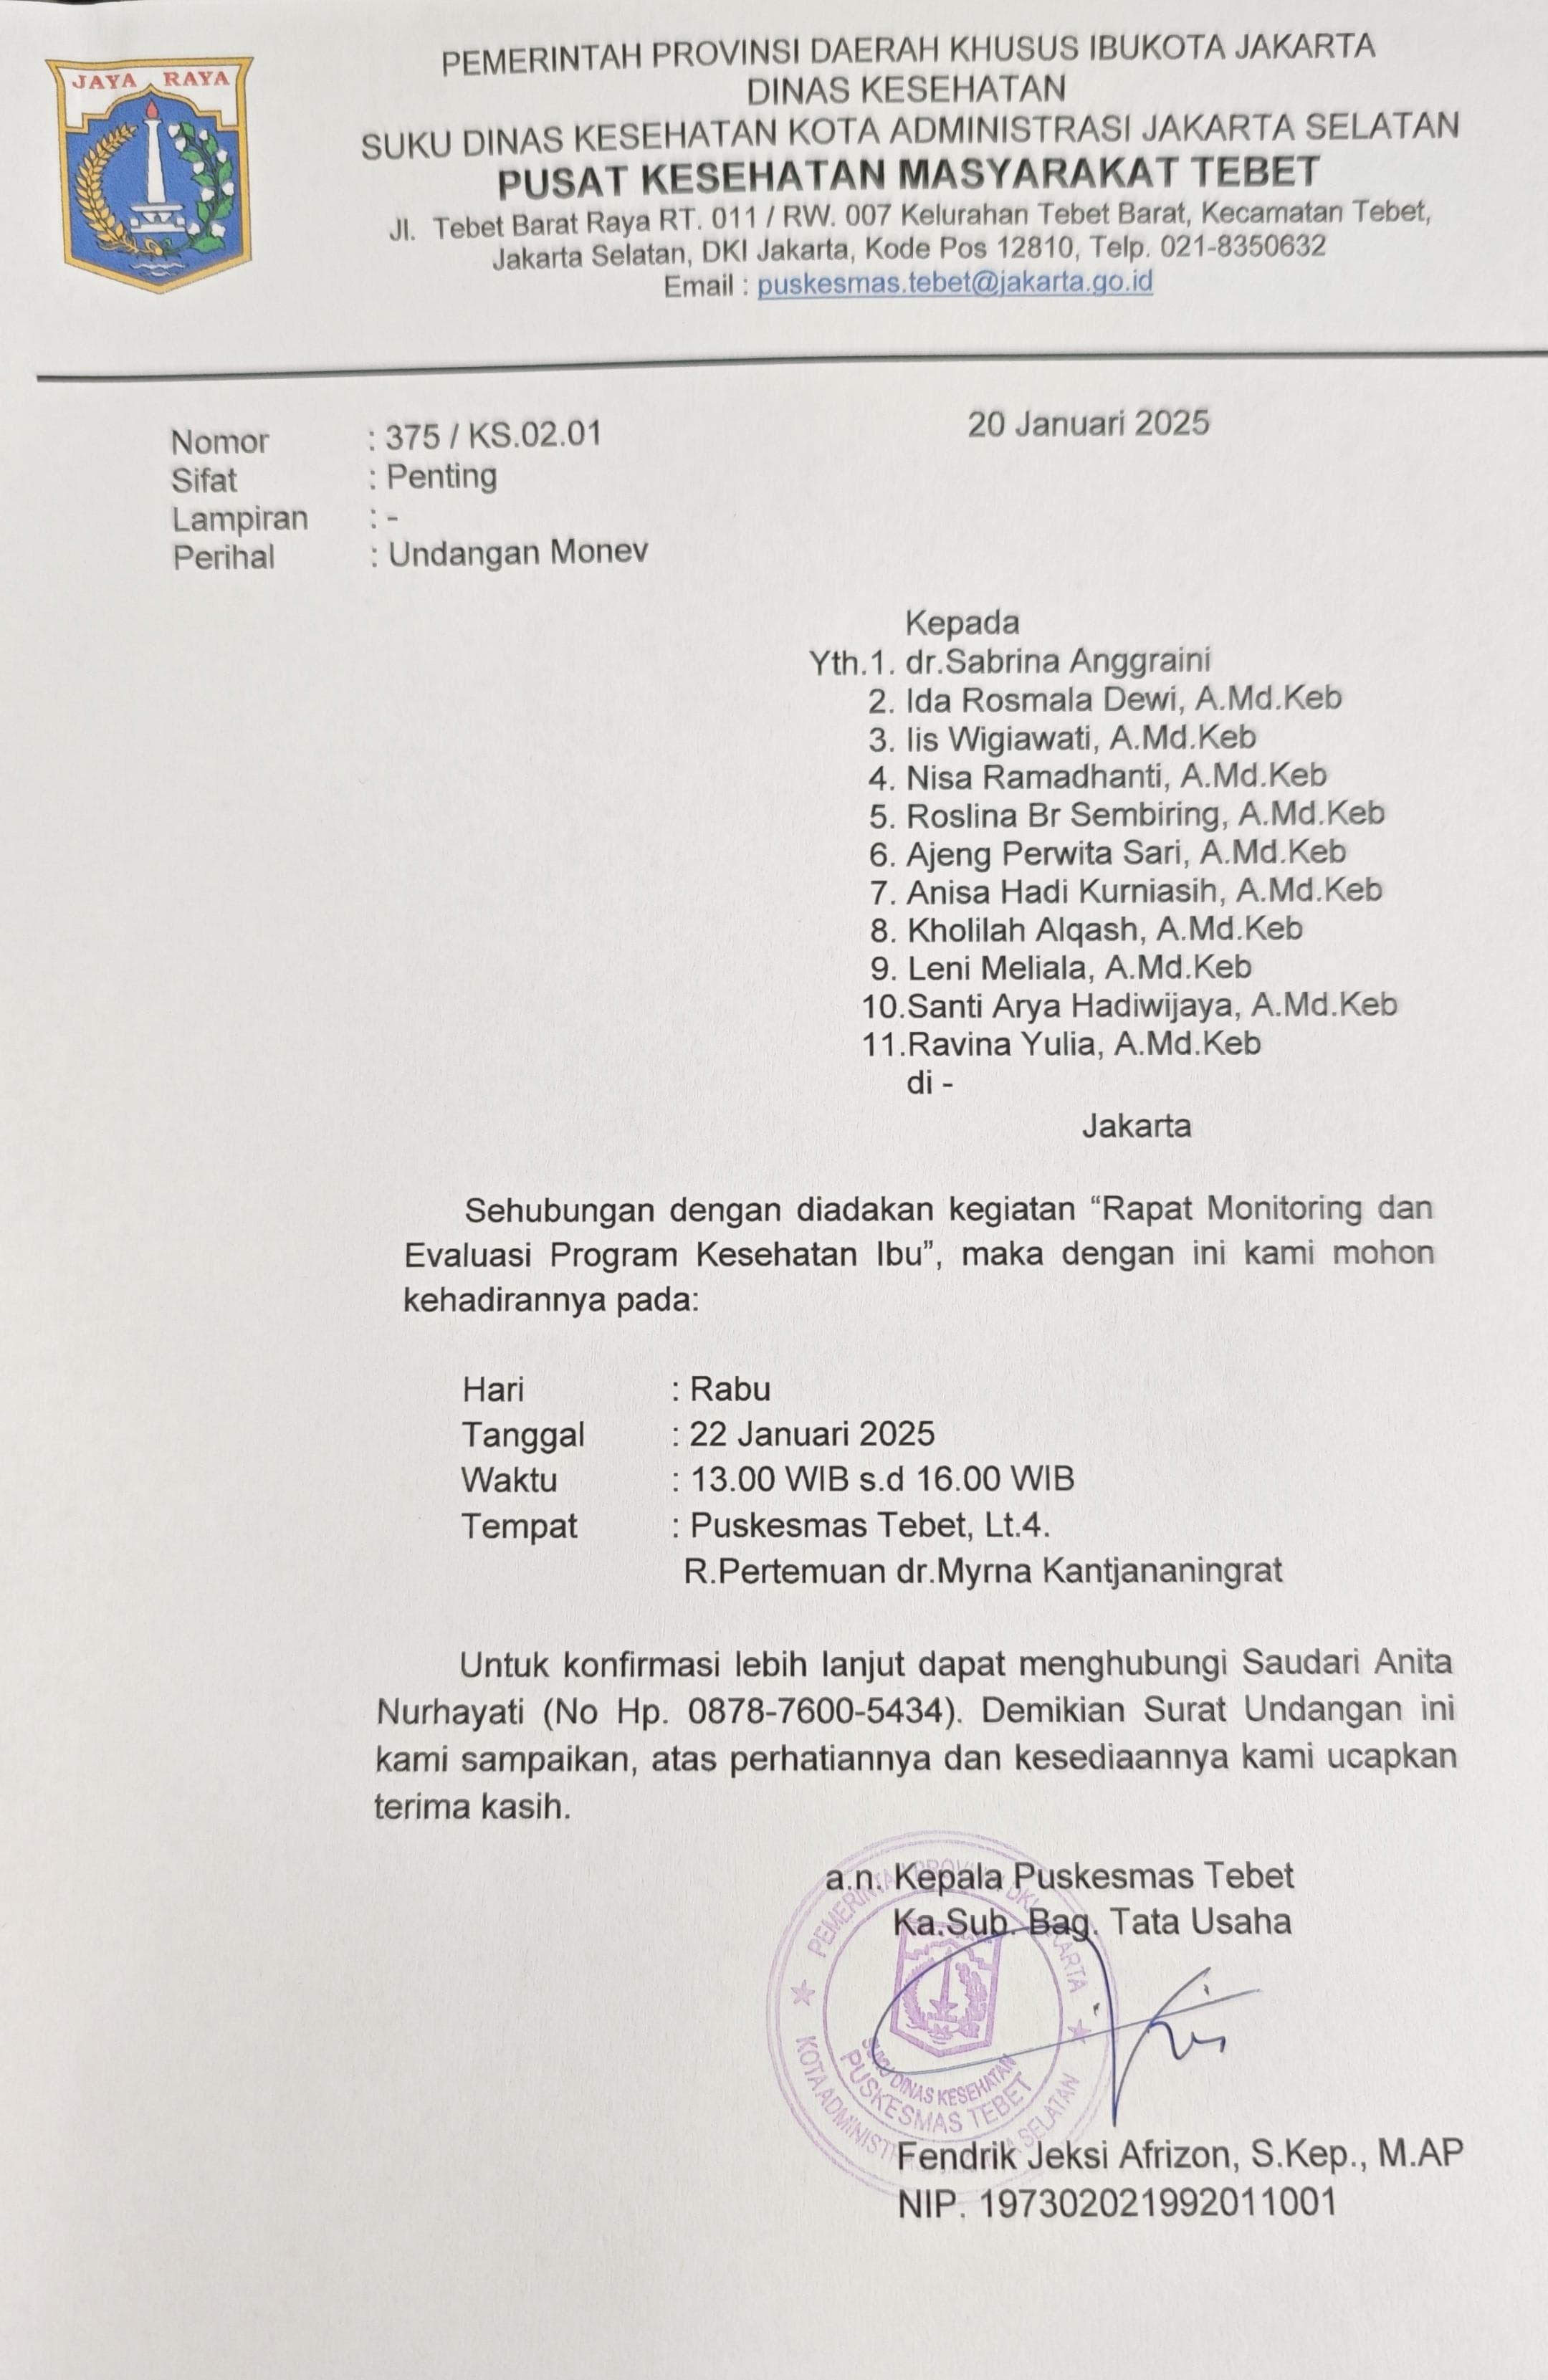 JAYA RAYA
PEMERINTAH PROVINSI DAERAH KHUSUS IBUKOTA JAKARTA
DINAS KESEHATAN
SUKU DINAS KESEHATAN KOTA ADMINISTRASI JAKARTA SELATAN
PUSAT KESEHATAN MASYARAKAT TEBET
Jl. Tebet Barat Raya RT. 011 / RW. 007 Kelurahan Tebet Barat, Kecamatan Tebet,
Jakarta Selatan, DKI Jakarta, Kode Pos 12810, Telp. 021-8350632
Email : puskesmas.tebet@jakarta.go.id
20 Januari 2025
Nomor : 375 / KS.02.01
Sifat : Penting
Lampiran : -
Perihal : Undangan Monev
Kepada
Yth.1. dr.Sabrina Anggraini
2. Ida Rosmala Dewi, A.Md.Keb
3. Iis Wigiawati, A.Md.Keb
4. Nisa Ramadhanti, A.Md.Keb
5. Roslina Br Sembiring, A.Md.Keb
6. Ajeng Perwita Sari, A.Md.Keb
7. Anisa Hadi Kurniasih, A.Md.Keb
8. Kholilah Alqash, A.Md.Keb
9. Leni Meliala, A.Md.Keb
10.Santi Arya Hadiwijaya, A.Md.Keb
11.Ravina Yulia, A.Md.Keb
di -
Jakarta
Sehubungan dengan diadakan kegiatan “Rapat Monitoring dan
Evaluasi Program Kesehatan Ibu”, maka dengan ini kami mohon
kehadirannya pada:
Hari : Rabu
Tanggal : 22 Januari 2025
Waktu : 13.00 WIB s.d 16.00 WIB
Tempat : Puskesmas Tebet, Lt.4.
R.Pertemuan dr.Myrna Kantjananingrat
Untuk konfirmasi lebih lanjut dapat menghubungi Saudari Anita
Nurhayati (No Hp. 0878-7600-5434). Demikian Surat Undangan ini
kami sampaikan, atas perhatiannya dan kesediaannya kami ucapkan
terima kasih.
a.n. Kepala Puskesmas Tebet
Ka.Sub. Bag. Tata Usaha
SUKU DINAS KESEHATAN
PUSKESMAS TEBET
Fendrik Jeksi Afrizon, S.Kep., M.AP
NIP. 197302021992011001